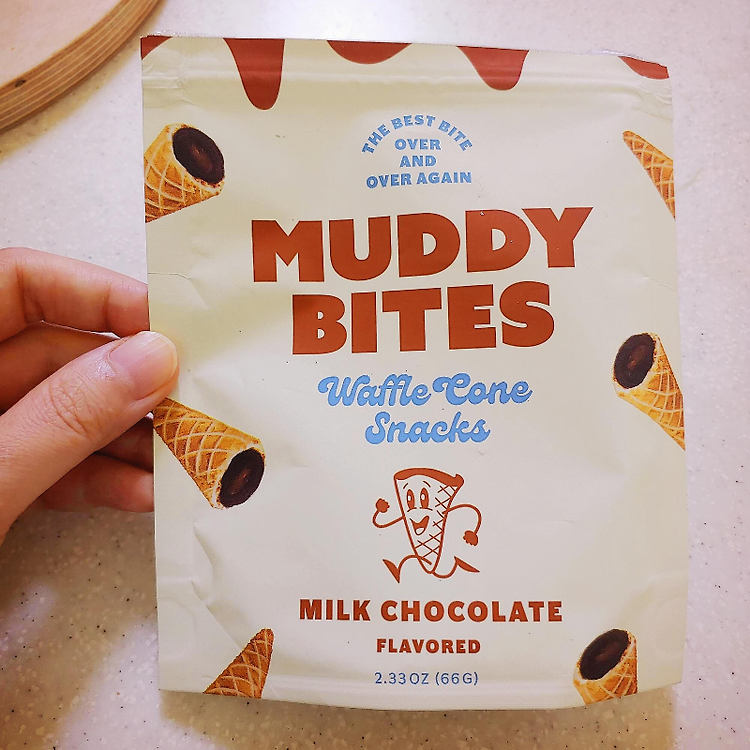 THE BEST BITE
OVER
AND
OVER AGAIN
MUDDY
BITES
Waffle Cone
Snacks
MILK CHOCOLATE
FLAVORED
2.33 OZ (66G)